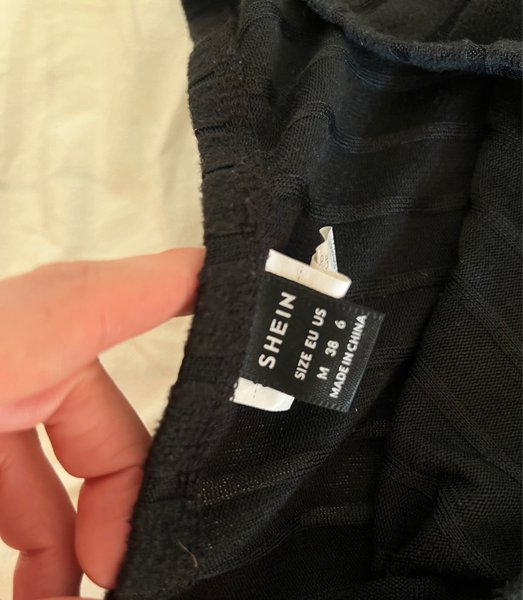 SHEIN
SIZE EU US
M 38 6
MADE IN CHINA